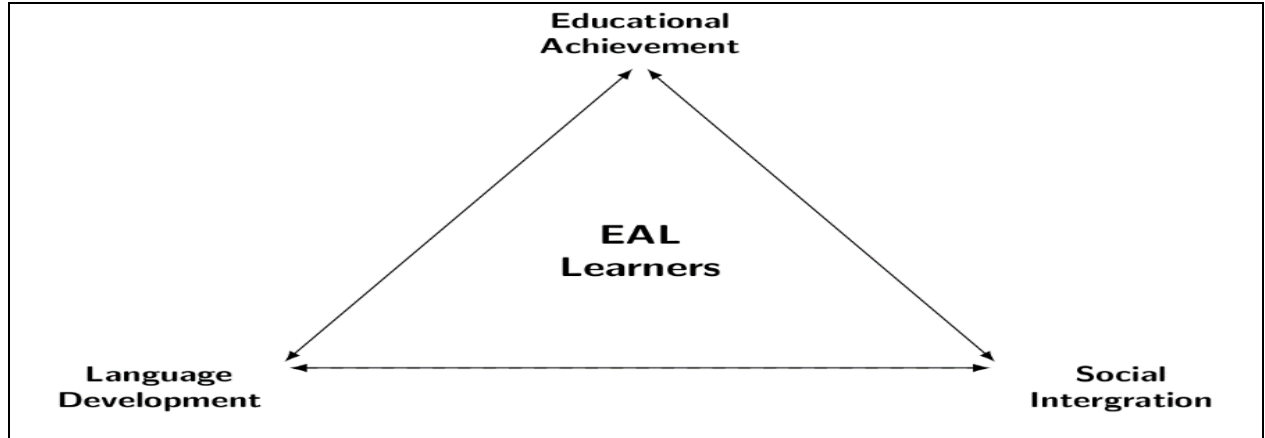 Educational
Achievement
EAL
Learners
Language
Development
Social
Intergration